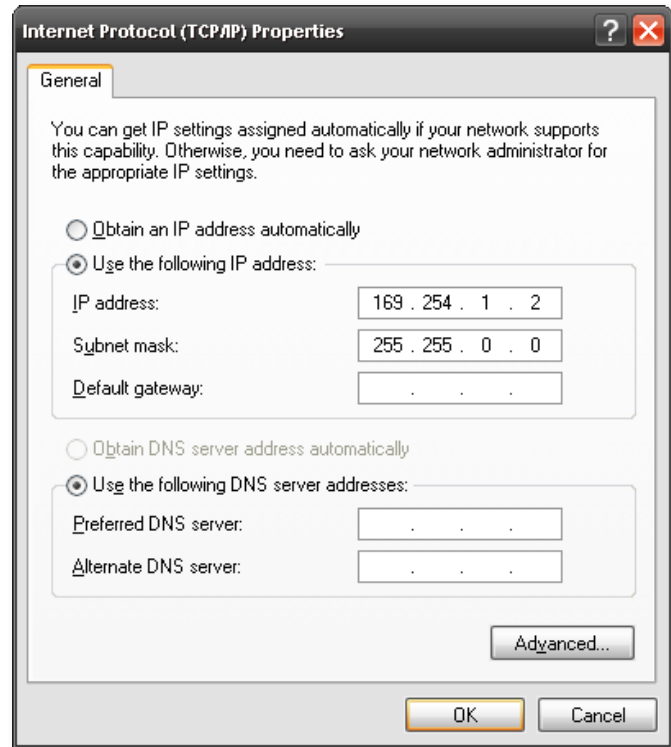 Internet Protocol (TCP/IP) Properties
General
You can get IP settings assigned automatically if your network supports
this capability. Otherwise, you need to ask your network administrator for
the appropriate IP settings.
Obtain an IP address automatically
Use the following IP address:
IP address: 169 . 254 . 1 . 2
Subnet mask: 255 . 255 . 0 . 0
Default gateway: . . .
Obtain DNS server address automatically
Use the following DNS server addresses:
Preferred DNS server: . . .
Alternate DNS server: . . .
Advanced...
OK Cancel